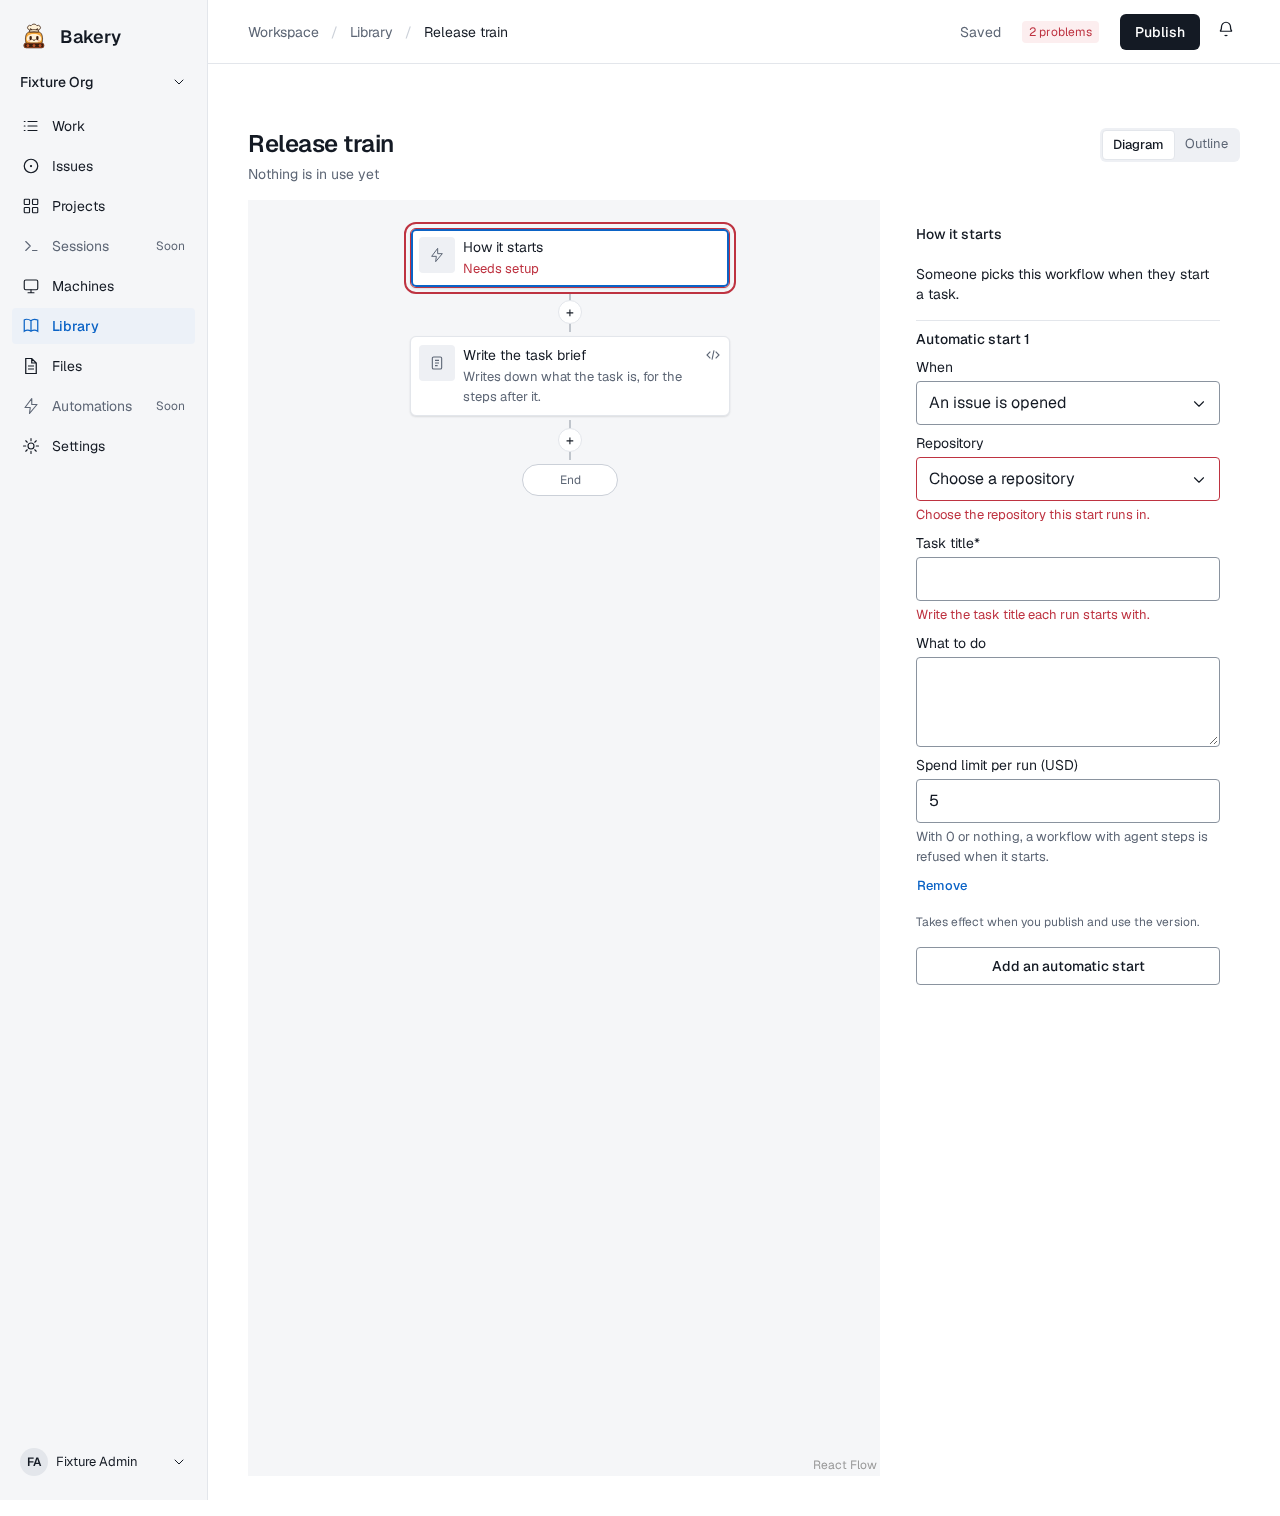 Bakery
Fixture Org
Work
Issues
Projects
Sessions Soon
Machines
Library
Files
Automations Soon
Settings
FA Fixture Admin
Workspace / Library / Release train
Saved
2 problems
Publish
Release train
Nothing is in use yet
Diagram
Outline
How it starts
Needs setup
+
Write the task brief
Writes down what the task is, for the
steps after it.
+
End
React Flow
How it starts
Someone picks this workflow when they start
a task.
Automatic start 1
When
An issue is opened
Repository
Choose a repository
Choose the repository this start runs in.
Task title*
Write the task title each run starts with.
What to do
Spend limit per run (USD)
5
With 0 or nothing, a workflow with agent steps is
refused when it starts.
Remove
Takes effect when you publish and use the version.
Add an automatic start